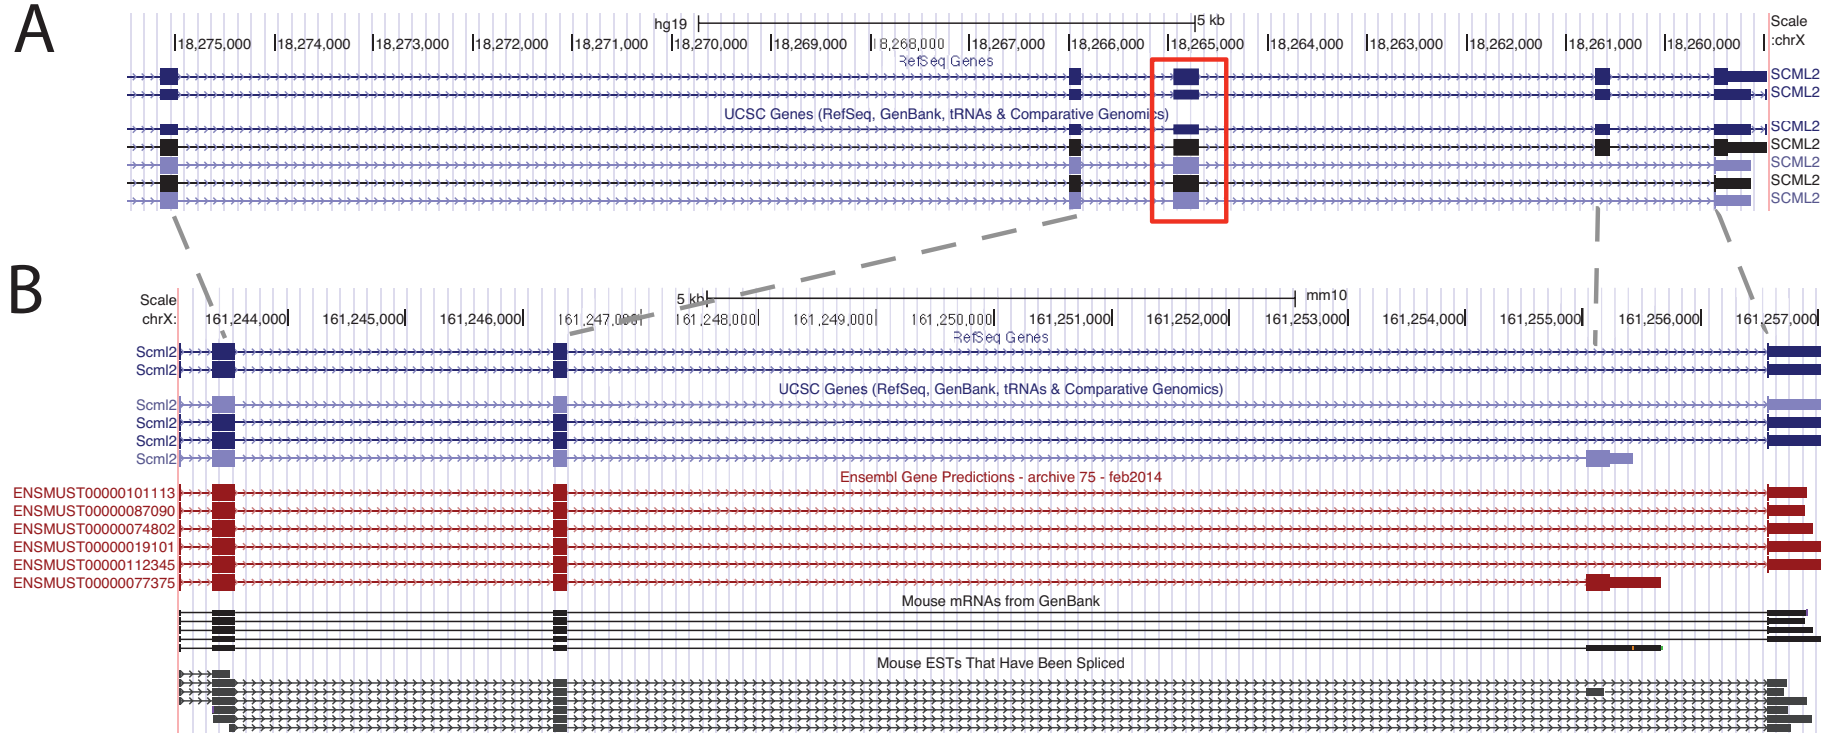 A
hg19 5 kb Scale
18,275,000 18,274,000 18,273,000 18,272,000 18,271,000 18,270,000 18,269,000 18,268,000 18,267,000 18,266,000 18,265,000 18,264,000 18,263,000 18,262,000 18,261,000 18,260,000 :chrX
RefSeq Genes
SCML2
SCML2
UCSC Genes (RefSeq, GenBank, tRNAs & Comparative Genomics)
SCML2
SCML2
SCML2
SCML2
SCML2
B
Scale 5 kb mm10
chrX: 161,244,000 161,245,000 161,246,000 161,247,000 161,248,000 161,249,000 161,250,000 161,251,000 161,252,000 161,253,000 161,254,000 161,255,000 161,256,000 161,257,000
RefSeq Genes
Scml2
Scml2
UCSC Genes (RefSeq, GenBank, tRNAs & Comparative Genomics)
Scml2
Scml2
Scml2
Scml2
Ensembl Gene Predictions - archive 75 - feb2014
ENSMUST00000101113
ENSMUST00000087090
ENSMUST00000074802
ENSMUST00000019101
ENSMUST00000112345
ENSMUST00000077375
Mouse mRNAs from GenBank
Mouse ESTs That Have Been Spliced